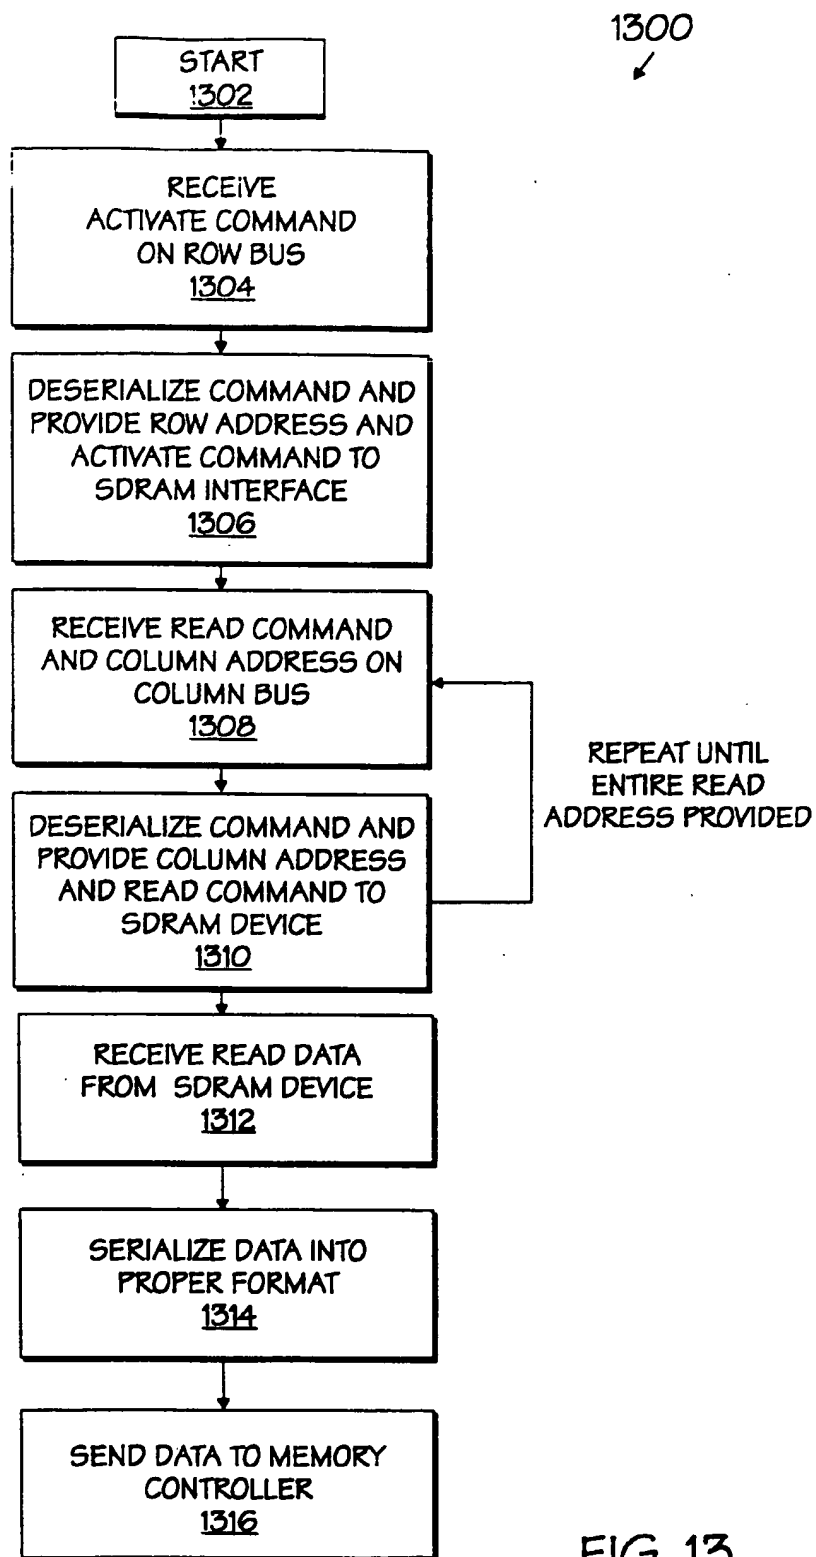 1300
START
1302
RECEIVE
ACTIVATE COMMAND
ON ROW BUS
1304
DESERIALIZE COMMAND AND
PROVIDE ROW ADDRESS AND
ACTIVATE COMMAND TO
SDRAM INTERFACE
1306
RECEIVE READ COMMAND
AND COLUMN ADDRESS ON
COLUMN BUS
1308
REPEAT UNTIL
ENTIRE READ
ADDRESS PROVIDED
DESERIALIZE COMMAND AND
PROVIDE COLUMN ADDRESS
AND READ COMMAND TO
SDRAM DEVICE
1310
RECEIVE READ DATA
FROM SDRAM DEVICE
1312
SERIALIZE DATA INTO
PROPER FORMAT
1314
SEND DATA TO MEMORY
CONTROLLER
1316
FIG. 13